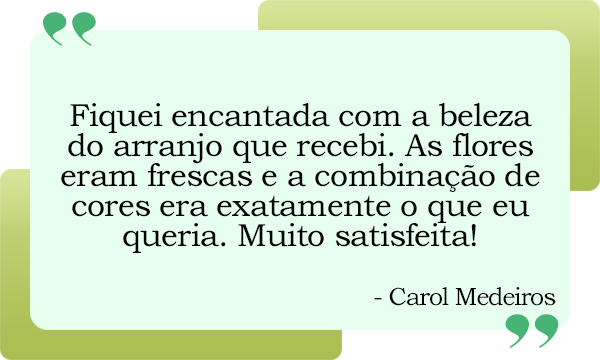 Fiquei encantada com a beleza
do arranjo que recebi. As flores
eram frescas e a combinação de
cores era exatamente o que eu
queria. Muito satisfeita!
- Carol Medeiros